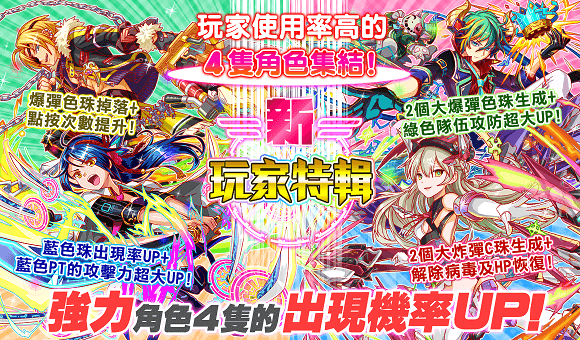 玩家使用率高的
4隻角色集結!
爆彈色珠掉落+
點按次數提升!
2個大爆彈色珠生成+
綠色隊伍攻防超大UP!
新
玩家特輯
藍色珠出現率UP+
藍色PT的攻擊力超大UP!
2個大炸彈C珠生成+
解除病毒及HP恢復!
強力角色4隻的出現機率UP!